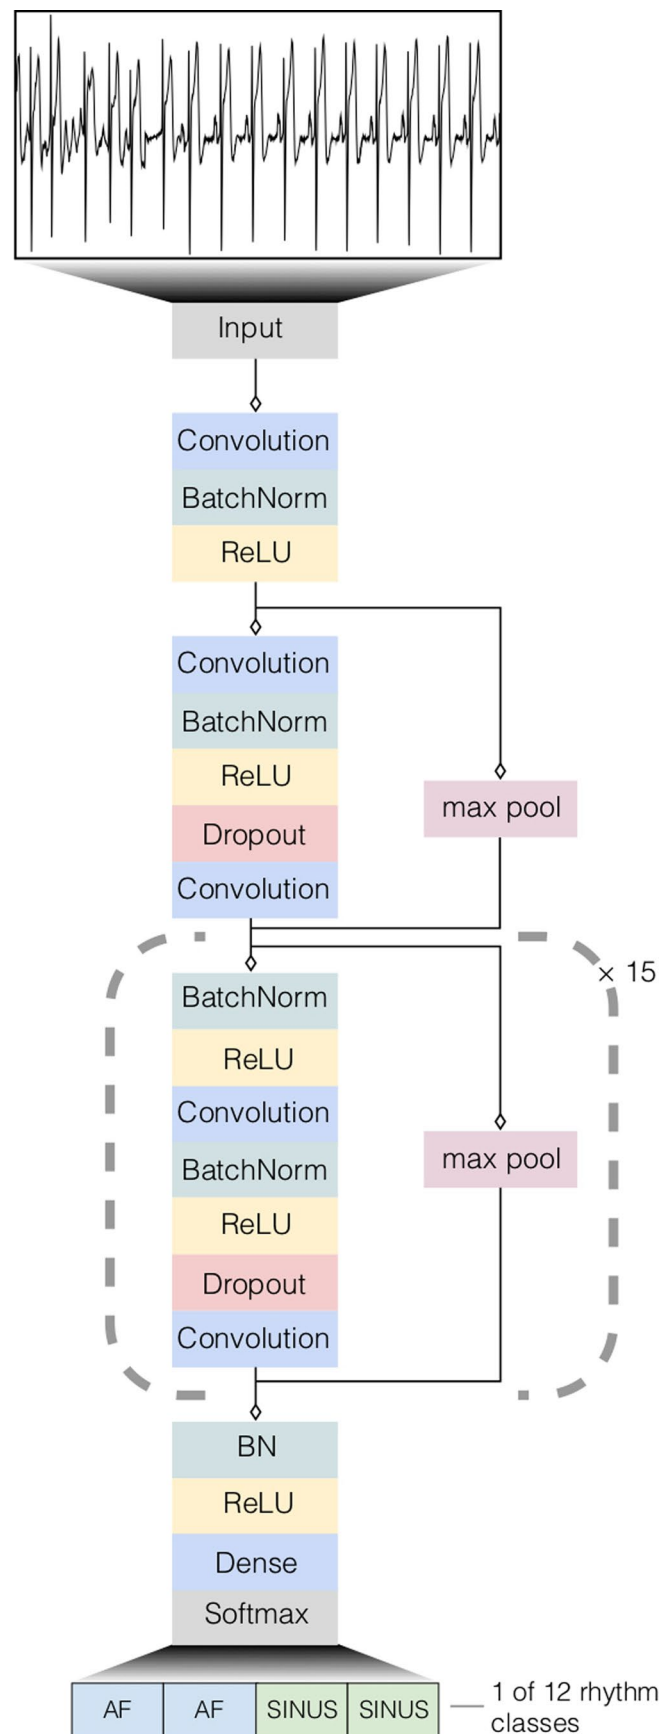 Input
Convolution
BatchNorm
ReLU
Convolution
BatchNorm
ReLU
max pool
Dropout
Convolution
× 15
BatchNorm
ReLU
Convolution
BatchNorm
max pool
ReLU
Dropout
Convolution
BN
ReLU
Dense
Softmax
AF AF SINUS SINUS
1 of 12 rhythm
classes